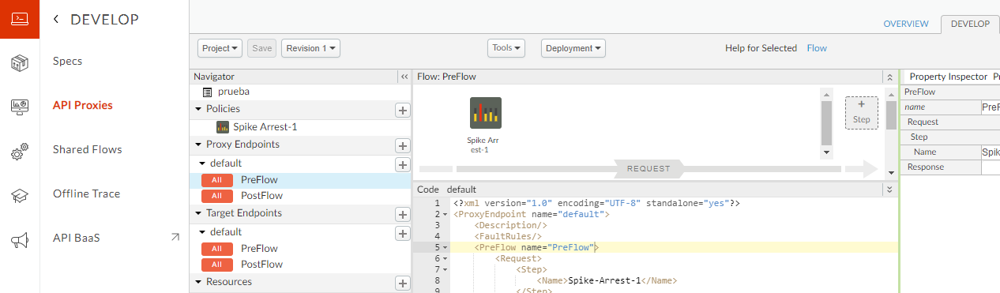 DEVELOP
Specs
API Proxies
Shared Flows
Offline Trace
API BaaS
OVERVIEW
DEVELOP
Project
Save
Revision 1
Tools
Deployment
Help for Selected Flow
Navigator
prueba
Policies
Spike Arrest-1
Proxy Endpoints
default
All PreFlow
All PostFlow
Target Endpoints
default
All PreFlow
All PostFlow
Resources
Flow: PreFlow
Spike Arr
est-1
+
Step
REQUEST
Code default
1 <?xml version="1.0" encoding="UTF-8" standalone="yes"?>
2 <ProxyEndpoint name="default">
3 <Description/>
4 <FaultRules/>
5 <PreFlow name="PreFlow">
6 <Request>
7 <Step>
8 <Name>Spike-Arrest-1</Name>
9 </Step>
Property Inspector Pr
PreFlow
name PreF
Request
Step
Name Spik
Response